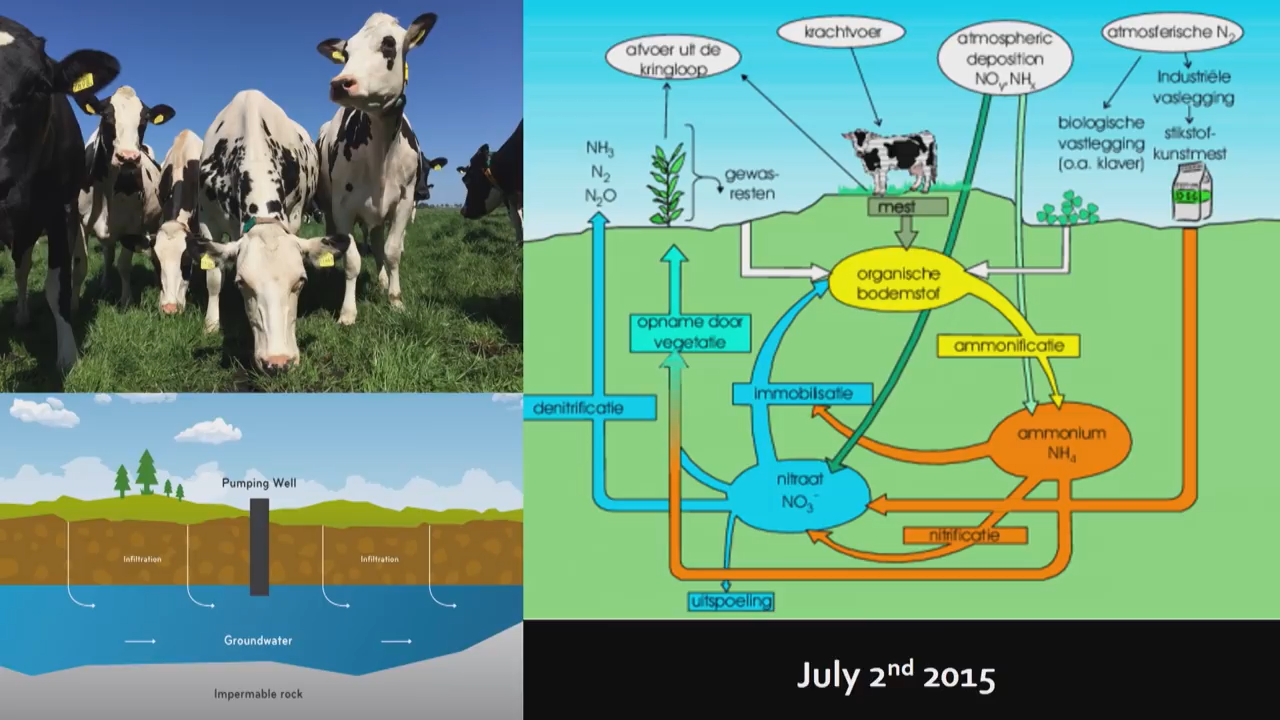 afvoer uit de
kringloop
krachtvoer
atmospheric
deposition
NOy, NHx
atmosferische N2
Industriële
vaslegging
biologische
vastlegging
(o.a. klaver)
stikstof-
kunstmest
NH3
N2
N2O
gewas-
resten
mest
organische
bodemstof
opname door
vegetatie
ammonificatie
immobilisatie
denitrificatie
ammonium
NH4
nitraat
NO3-
nitrificatie
uitspoeling
Pumping Well
Infiltration
Infiltration
Groundwater
Impermable rock
July 2nd 2015